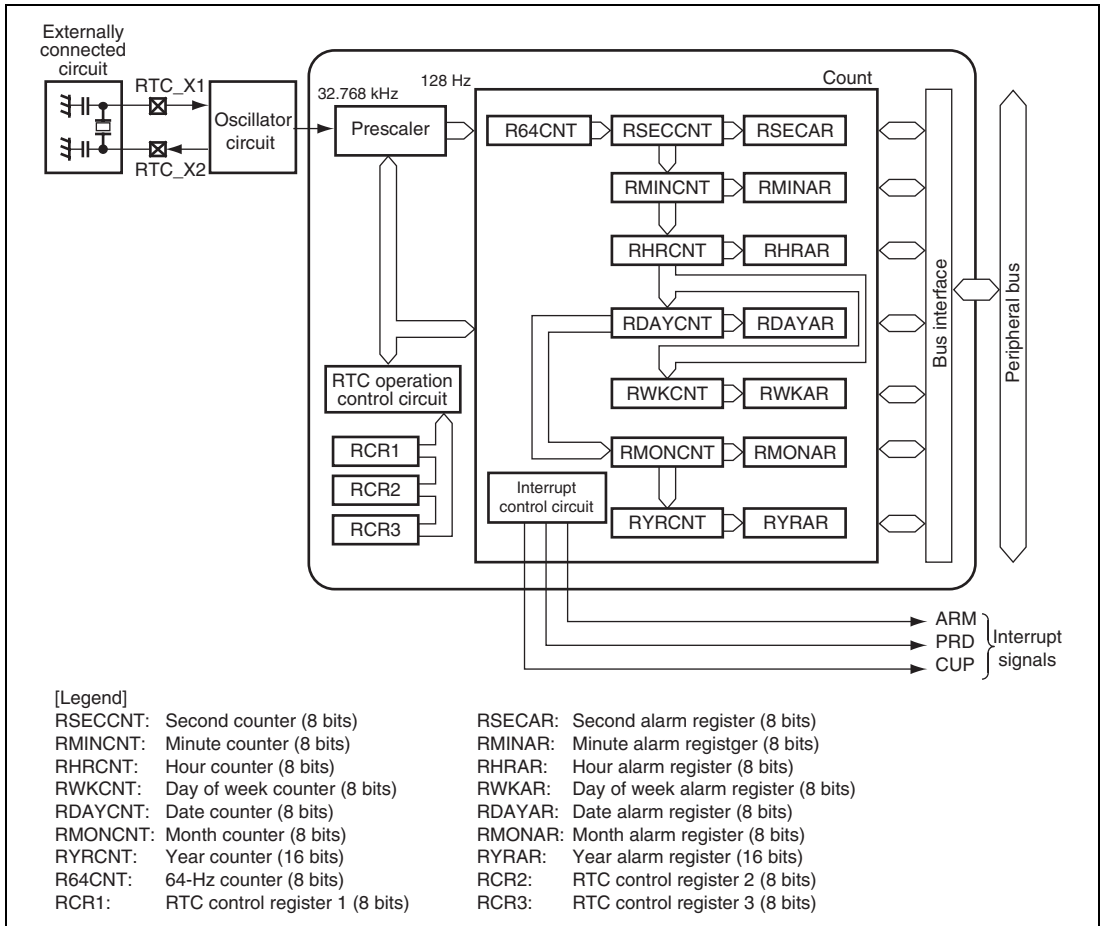 Externally
connected
circuit
RTC_X1
RTC_X2
Oscillator
circuit
32.768 kHz
128 Hz
Prescaler
Count
R64CNT
RSECCNT
RSECAR
RMINCNT
RMINAR
RHRCNT
RHRAR
RDAYCNT
RDAYAR
RWKCNT
RWKAR
RMONCNT
RMONAR
RYRCNT
RYRAR
RTC operation
control circuit
RCR1
RCR2
RCR3
Interrupt
control circuit
Bus interface
Peripheral bus
ARM
PRD
CUP
Interrupt
signals
[Legend]
RSECCNT: Second counter (8 bits)
RMINCNT: Minute counter (8 bits)
RHRCNT: Hour counter (8 bits)
RWKCNT: Day of week counter (8 bits)
RDAYCNT: Date counter (8 bits)
RMONCNT: Month counter (8 bits)
RYRCNT: Year counter (16 bits)
R64CNT: 64-Hz counter (8 bits)
RCR1: RTC control register 1 (8 bits)
RSECAR: Second alarm register (8 bits)
RMINAR: Minute alarm registger (8 bits)
RHRAR: Hour alarm register (8 bits)
RWKAR: Day of week alarm register (8 bits)
RDAYAR: Date alarm register (8 bits)
RMONAR: Month alarm register (8 bits)
RYRAR: Year alarm register (16 bits)
RCR2: RTC control register 2 (8 bits)
RCR3: RTC control register 3 (8 bits)